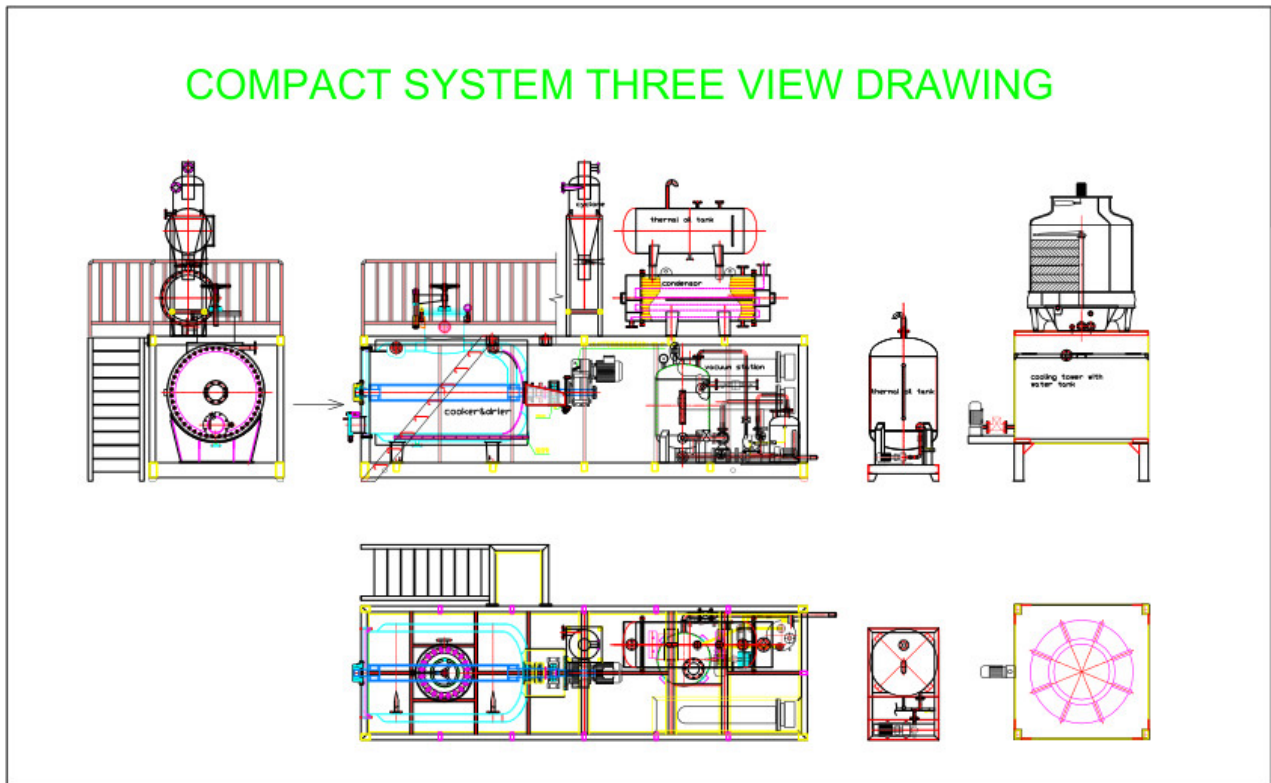 COMPACT SYSTEM THREE VIEW DRAWING
cyclone
thermal oil tank
condensor
vacuum station
cooker&drier
thermal oil tank
cooling tower with
water tank